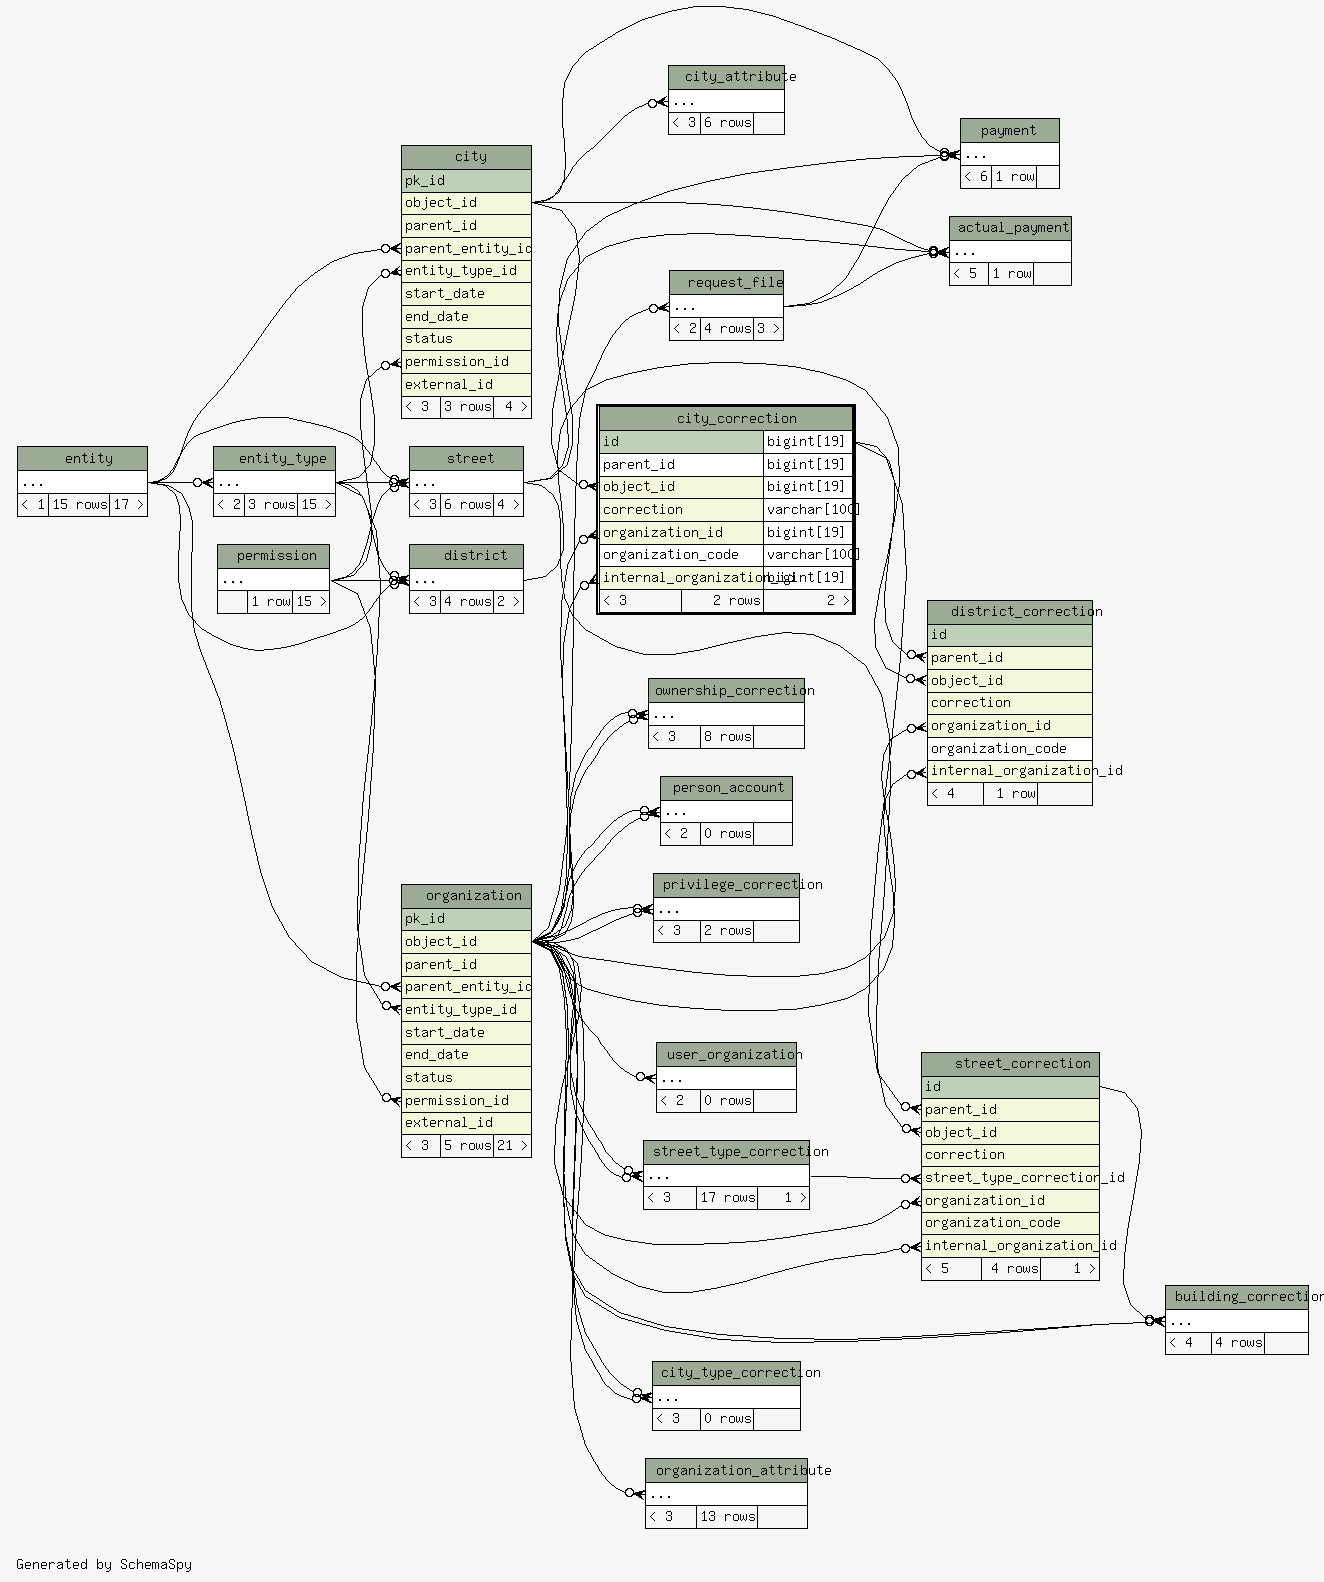 city_attribute
...
< 3 6 rows
payment
...
< 6 1 row
city
pk_id
object_id
parent_id
parent_entity_id
entity_type_id
start_date
end_date
status
permission_id
external_id
< 3 3 rows 4 >
actual_payment
...
< 5 1 row
request_file
...
< 2 4 rows 3 >
city_correction
id bigint[19]
parent_id bigint[19]
object_id bigint[19]
correction varchar[100]
organization_id bigint[19]
organization_code varchar[100]
internal_organization_id bigint[19]
< 3 2 rows 2 >
entity
...
< 1 15 rows 17 >
entity_type
...
< 2 3 rows 15 >
street
...
< 3 6 rows 4 >
permission
...
1 row 15 >
district
...
< 3 4 rows 2 >
district_correction
id
parent_id
object_id
correction
organization_id
organization_code
internal_organization_id
< 4 1 row
ownership_correction
...
< 3 8 rows
person_account
...
< 2 0 rows
privilege_correction
...
< 3 2 rows
organization
pk_id
object_id
parent_id
parent_entity_id
entity_type_id
start_date
end_date
status
permission_id
external_id
< 3 5 rows 21 >
user_organization
...
< 2 0 rows
street_correction
id
parent_id
object_id
correction
street_type_correction_id
organization_id
organization_code
internal_organization_id
< 5 4 rows 1 >
street_type_correction
...
< 3 17 rows 1 >
building_correction
...
< 4 4 rows
city_type_correction
...
< 3 0 rows
organization_attribute
...
< 3 13 rows
Generated by SchemaSpy